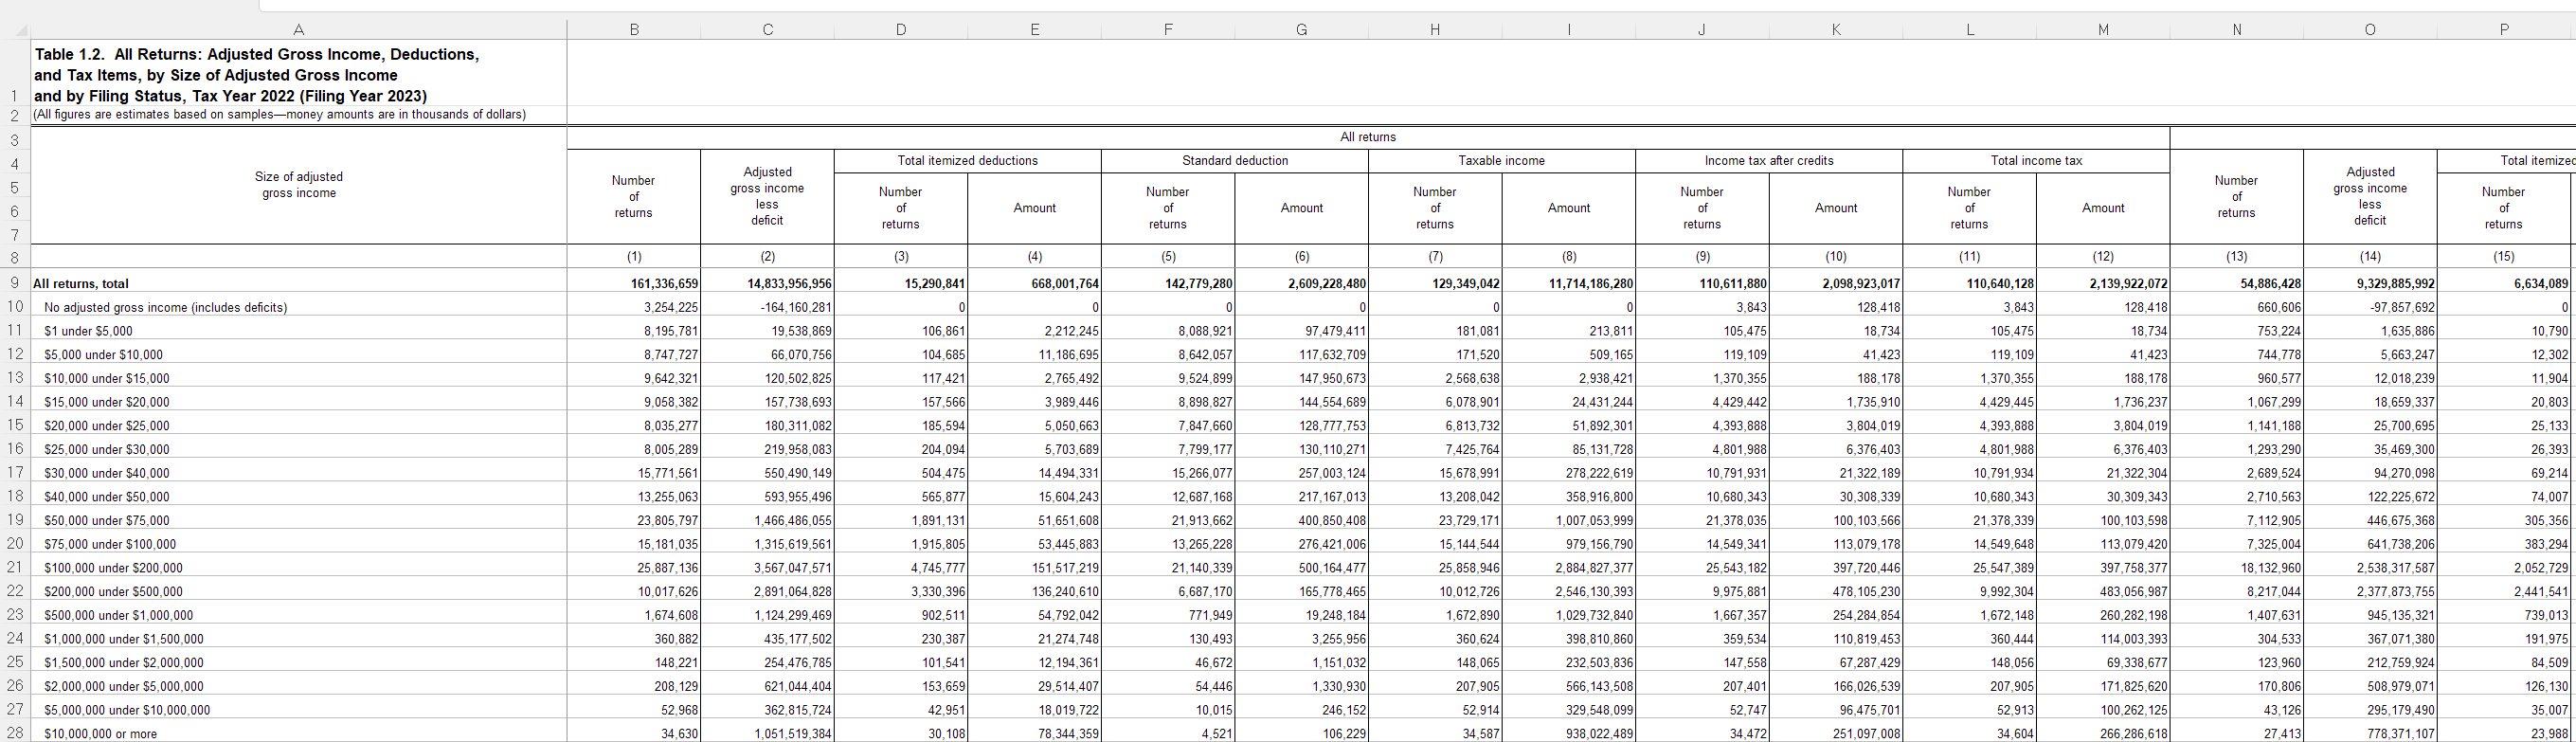 A B C D E F G H I J K L M N O P
1 Table 1.2. All Returns: Adjusted Gross Income, Deductions,
and Tax Items, by Size of Adjusted Gross Income
and by Filing Status, Tax Year 2022 (Filing Year 2023)
2 (All figures are estimates based on samples—money amounts are in thousands of dollars)
3 All returns
4 Size of adjusted gross income Number of returns Adjusted gross income less deficit Total itemized deductions Standard deduction Taxable income Income tax after credits Total income tax Number of returns Adjusted gross income less deficit Total itemized
5
6 Number of returns Amount Number of returns Amount Number of returns Amount Number of returns Amount Number of returns Amount Number of returns
7
8 (1) (2) (3) (4) (5) (6) (7) (8) (9) (10) (11) (12) (13) (14) (15)
9 All returns, total 161,336,659 14,833,956,956 15,290,841 668,001,764 142,779,280 2,609,228,480 129,349,042 11,714,186,280 110,611,880 2,098,923,017 110,640,128 2,139,922,072 54,886,428 9,329,885,992 6,634,089
10 No adjusted gross income (includes deficits) 3,254,225 -164,160,281 0 0 0 0 0 0 3,843 128,418 3,843 128,418 660,606 -97,857,692 0
11 $1 under $5,000 8,195,781 19,538,869 106,861 2,212,245 8,088,921 97,479,411 181,081 213,811 105,475 18,734 105,475 18,734 753,224 1,635,886 10,790
12 $5,000 under $10,000 8,747,727 66,070,756 104,685 11,186,695 8,642,057 117,632,709 171,520 509,165 119,109 41,423 119,109 41,423 744,778 5,663,247 12,302
13 $10,000 under $15,000 9,642,321 120,502,825 117,421 2,765,492 9,524,899 147,950,673 2,568,638 2,938,421 1,370,355 188,178 1,370,355 188,178 960,577 12,018,239 11,904
14 $15,000 under $20,000 9,058,382 157,738,693 157,566 3,989,446 8,898,827 144,554,689 6,078,901 24,431,244 4,429,442 1,735,910 4,429,445 1,736,237 1,067,299 18,659,337 20,803
15 $20,000 under $25,000 8,035,277 180,311,082 185,594 5,050,663 7,847,660 128,777,753 6,813,732 51,892,301 4,393,888 3,804,019 4,393,888 3,804,019 1,141,188 25,700,695 25,133
16 $25,000 under $30,000 8,005,289 219,958,083 204,094 5,703,689 7,799,177 130,110,271 7,425,764 85,131,728 4,801,988 6,376,403 4,801,988 6,376,403 1,293,290 35,469,300 26,393
17 $30,000 under $40,000 15,771,561 550,490,149 504,475 14,494,331 15,266,077 257,003,124 15,678,991 278,222,619 10,791,931 21,322,189 10,791,934 21,322,304 2,689,524 94,270,098 69,214
18 $40,000 under $50,000 13,255,063 593,955,496 565,877 15,604,243 12,687,168 217,167,013 13,208,042 358,916,800 10,680,343 30,308,339 10,680,343 30,309,343 2,710,563 122,225,672 74,007
19 $50,000 under $75,000 23,805,797 1,466,486,055 1,891,131 51,651,608 21,913,662 400,850,408 23,729,171 1,007,053,999 21,378,035 100,103,566 21,378,339 100,103,598 7,112,905 446,675,368 305,356
20 $75,000 under $100,000 15,181,035 1,315,619,561 1,915,805 53,445,883 13,265,228 276,421,006 15,144,544 979,156,790 14,549,341 113,079,178 14,549,648 113,079,420 7,325,004 641,738,206 383,294
21 $100,000 under $200,000 25,887,136 3,567,047,571 4,745,777 151,517,219 21,140,339 500,164,477 25,858,946 2,884,827,377 25,543,182 397,720,446 25,547,389 397,758,377 18,132,960 2,538,317,587 2,052,729
22 $200,000 under $500,000 10,017,626 2,891,064,828 3,330,396 136,240,610 6,687,170 165,778,465 10,012,726 2,546,130,393 9,975,881 478,105,230 9,992,304 483,056,987 8,217,044 2,377,873,755 2,441,541
23 $500,000 under $1,000,000 1,674,608 1,124,299,469 902,511 54,792,042 771,949 19,248,184 1,672,890 1,029,732,840 1,667,357 254,284,854 1,672,148 260,282,198 1,407,631 945,135,321 739,013
24 $1,000,000 under $1,500,000 360,882 435,177,502 230,387 21,274,748 130,493 3,255,956 360,624 398,810,860 359,534 110,819,453 360,444 114,003,393 304,533 367,071,380 191,975
25 $1,500,000 under $2,000,000 148,221 254,476,785 101,541 12,194,361 46,672 1,151,032 148,065 232,503,836 147,558 67,287,429 148,056 69,338,677 123,960 212,759,924 84,509
26 $2,000,000 under $5,000,000 208,129 621,044,404 153,659 29,514,407 54,446 1,330,930 207,905 566,143,508 207,401 166,026,539 207,905 171,825,620 170,806 508,979,071 126,130
27 $5,000,000 under $10,000,000 52,968 362,815,724 42,951 18,019,722 10,015 246,152 52,914 329,548,099 52,747 96,475,701 52,913 100,262,125 43,126 295,179,490 35,007
28 $10,000,000 or more 34,630 1,051,519,384 30,108 78,344,359 4,521 106,229 34,587 938,022,489 34,472 251,097,008 34,604 266,286,618 27,413 778,371,107 23,988